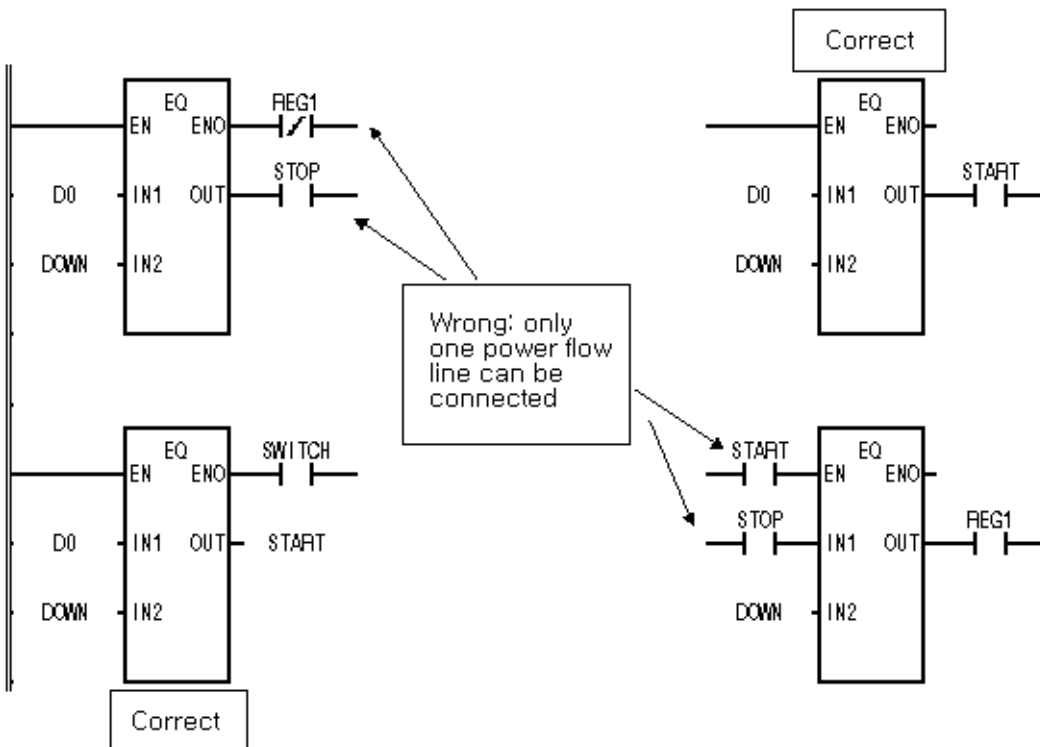 Correct
EQ
EN ENO
REG1
D0 IN1 OUT
STOP
DOWN IN2
EQ
EN ENO
D0 IN1 OUT
START
DOWN IN2
Wrong: only
one power flow
line can be
connected
EQ
EN ENO
SWITCH
D0 IN1 OUT START
DOWN IN2
Correct
START
EQ
EN ENO
STOP
IN1 OUT
REG1
DOWN IN2